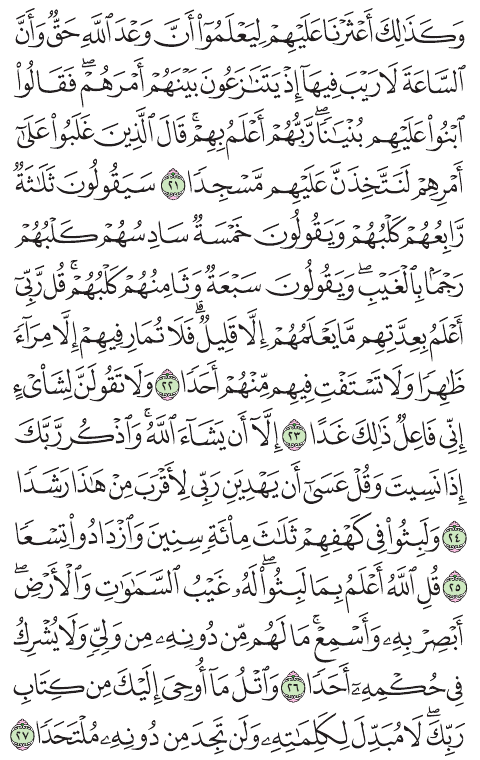 وَكَذَٰلِكَ أَعْثَرْنَا عَلَيْهِمْ لِيَعْلَمُوٓا۟ أَنَّ وَعْدَ ٱللَّهِ حَقٌّ وَأَنَّ
ٱلسَّاعَةَ لَا رَيْبَ فِيهَآ إِذْ يَتَنَٰزَعُونَ بَيْنَهُمْ أَمْرَهُمْ ۖ فَقَالُوا۟
ٱبْنُوا۟ عَلَيْهِم بُنْيَٰنًا ۖ رَّبُّهُمْ أَعْلَمُ بِهِمْ ۚ قَالَ ٱلَّذِينَ غَلَبُوا۟ عَلَىٰٓ
أَمْرِهِمْ لَنَتَّخِذَنَّ عَلَيْهِم مَّسْجِدًا ٢١ سَيَقُولُونَ ثَلَٰثَةٌ
رَّابِعُهُمْ كَلْبُهُمْ وَيَقُولُونَ خَمْسَةٌ سَادِسُهُمْ كَلْبُهُمْ
رَجْمًۢا بِٱلْغَيْبِ ۖ وَيَقُولُونَ سَبْعَةٌ وَثَامِنُهُمْ كَلْبُهُمْ ۚ قُل رَّبِّىٓ
أَعْلَمُ بِعِدَّتِهِم مَّا يَعْلَمُهُمْ إِلَّا قَلِيلٌ ۗ فَلَا تُمَارِ فِيهِمْ إِلَّا مِرَآءً
ظَٰهِرًا وَلَا تَسْتَفْتِ فِيهِم مِّنْهُمْ أَحَدًا ٢٢ وَلَا تَقُولَنَّ لِشَا۟ىْءٍ
إِنِّى فَاعِلٌ ذَٰلِكَ غَدًا ٢٣ إِلَّآ أَن يَشَآءَ ٱللَّهُ ۚ وَٱذْكُر رَّبَّكَ
إِذَا نَسِيتَ وَقُلْ عَسَىٰٓ أَن يَهْدِيَنِ رَبِّى لِأَقْرَبَ مِنْ هَٰذَا رَشَدًا
٢٤ وَلَبِثُوا۟ فِى كَهْفِهِمْ ثَلَٰثَ مِا۟ئَةٍ سِنِينَ وَٱزْدَادُوا۟ تِسْعًا
٢٥ قُلِ ٱللَّهُ أَعْلَمُ بِمَا لَبِثُوا۟ ۖ لَهُۥ غَيْبُ ٱلسَّمَٰوَٰتِ وَٱلْأَرْضِ ۖ
أَبْصِرْ بِهِۦ وَأَسْمِعْ ۚ مَا لَهُم مِّن دُونِهِۦ مِن وَلِىٍّ وَلَا يُشْرِكُ
فِى حُكْمِهِۦٓ أَحَدًا ٢٦ وَٱتْلُ مَآ أُوحِىَ إِلَيْكَ مِن كِتَابِ
رَبِّكَ ۖ لَا مُبَدِّلَ لِكَلِمَٰتِهِۦ وَلَن تَجِدَ مِن دُونِهِۦ مُلْتَحَدًا ٢٧